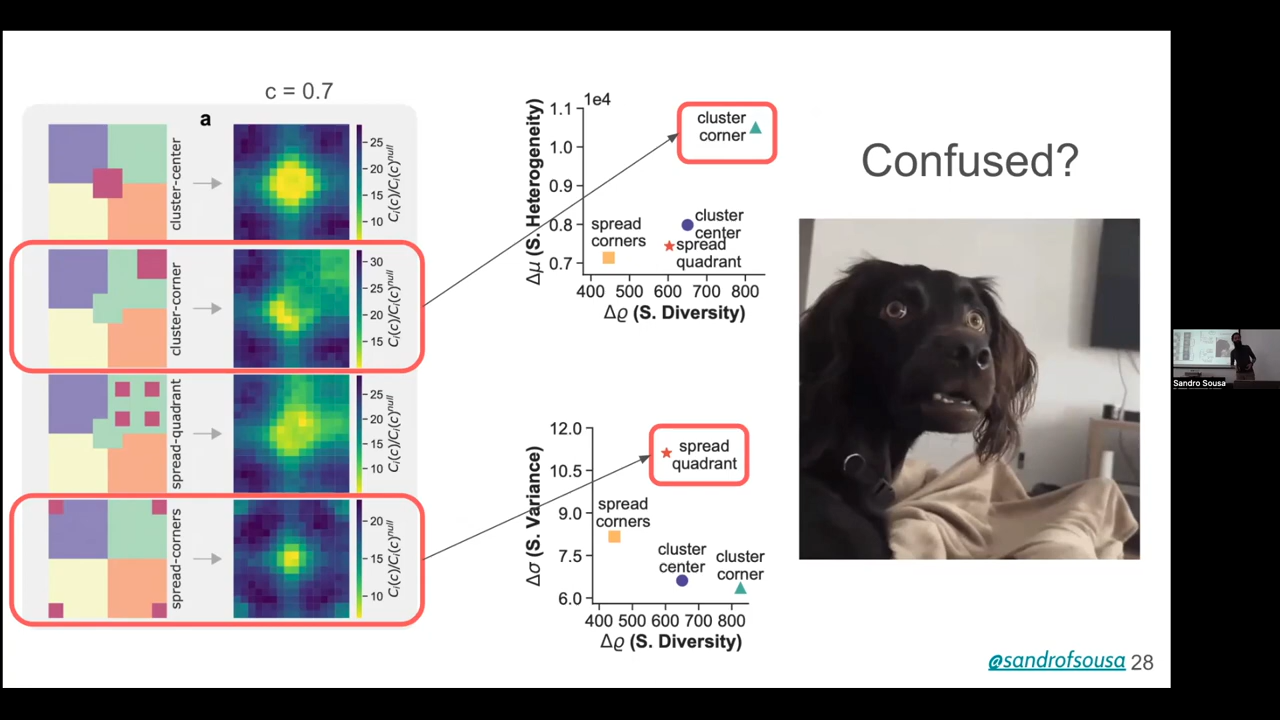 c = 0.7
a
cluster-center
25
20
15
10
Cᵢ(c)/Cᵢ(c)ⁿᵘˡˡ
cluster-corner
30
25
20
15
Cᵢ(c)/Cᵢ(c)ⁿᵘˡˡ
spread-quadrant
25
20
15
10
Cᵢ(c)/Cᵢ(c)ⁿᵘˡˡ
spread-corners
20
15
10
Cᵢ(c)/Cᵢ(c)ⁿᵘˡˡ
1e4
Δμ (S. Heterogeneity)
1.1
1.0
0.9
0.8
0.7
cluster
corner
spread
corners
cluster
center
spread
quadrant
400 500 600 700 800
Δϱ (S. Diversity)
Δσ (S. Variance)
12.0
10.5
9.0
7.5
6.0
spread
quadrant
spread
corners
cluster
center
cluster
corner
400 500 600 700 800
Δϱ (S. Diversity)
Confused?
Sandro Sousa
@sandrofsousa 28